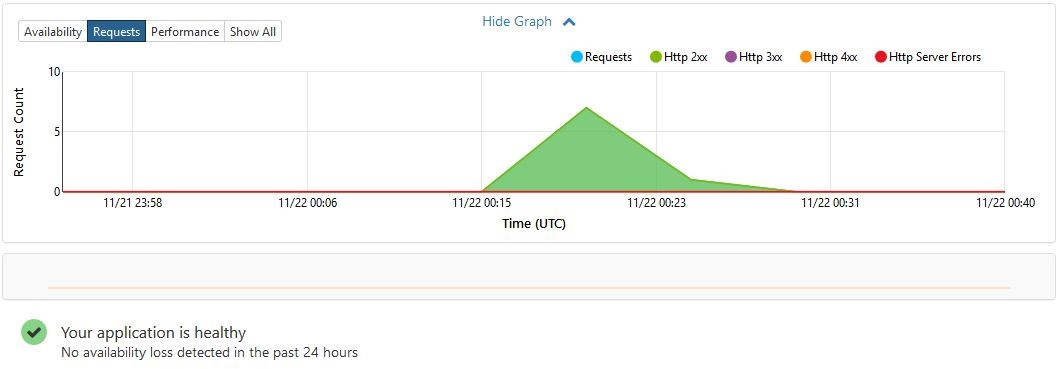 Hide Graph
Availability Requests Performance Show All
Requests Http 2xx Http 3xx Http 4xx Http Server Errors
Request Count
10
5
0
11/21 23:58 11/22 00:06 11/22 00:15 11/22 00:23 11/22 00:31 11/22 00:40
Time (UTC)
Your application is healthy
No availability loss detected in the past 24 hours